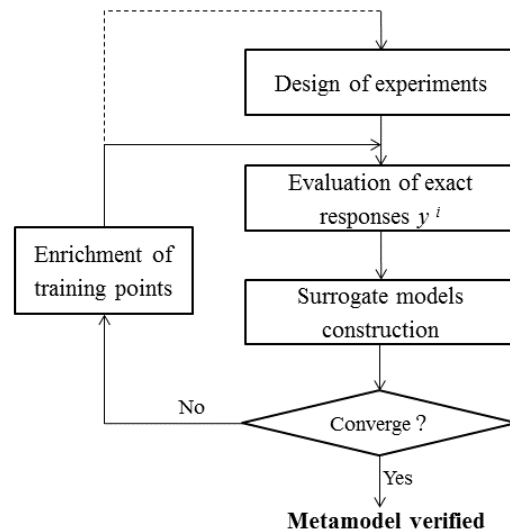 Design of experiments
Evaluation of exact
responses y i
Enrichment of
training points
Surrogate models
construction
No
Converge ?
Yes
Metamodel verified